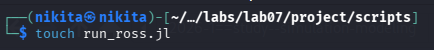 ┌──(nikita㉿nikita)-[~/…/labs/lab07/project/scripts]
└─$ touch run_ross.jl